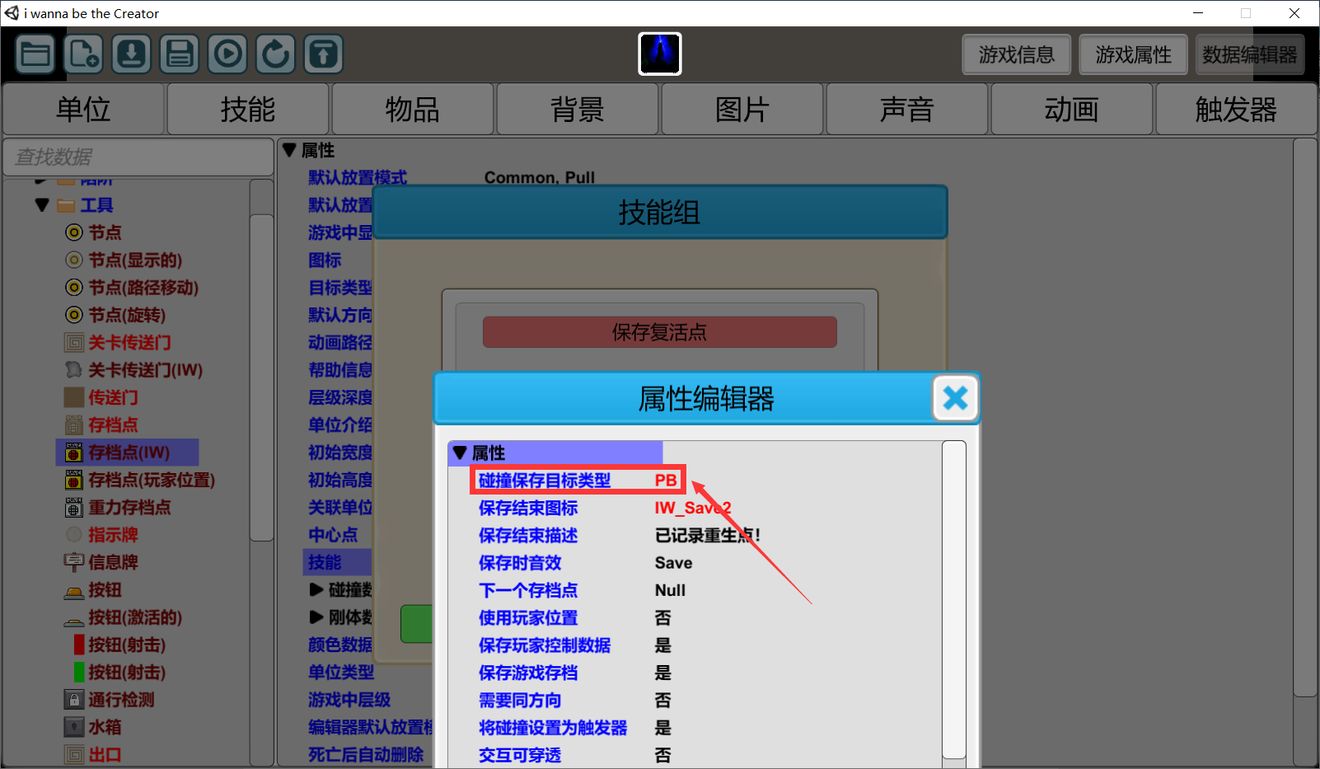 i wanna be the Creator
游戏信息 游戏属性 数据编辑器
单位 技能 物品 背景 图片 声音 动画 触发器
查找数据
陷阱
工具
节点
节点(显示的)
节点(路径移动)
节点(旋转)
关卡传送门
关卡传送门(IW)
传送门
存档点
存档点(IW)
存档点(玩家位置)
重力存档点
指示牌
信息牌
按钮
按钮(激活的)
按钮(射击)
按钮(射击)
通行检测
水箱
出口
属性
默认放置模式 Common, Pull
默认放置
游戏中显
图标
目标类型
默认方向
动画路径
帮助信息
层级深度
单位介绍
初始宽度
初始高度
关联单位
中心点
技能
碰撞数
刚体数
颜色数据
单位类型
游戏中层级
编辑器默认放置模
死亡后自动删除
技能组
保存复活点
属性编辑器
属性
碰撞保存目标类型 PB
保存结束图标 IW_Save2
保存结束描述 已记录重生点!
保存时音效 Save
下一个存档点 Null
使用玩家位置 否
保存玩家控制数据 是
保存游戏存档 是
需要同方向 否
将碰撞设置为触发器 是
交互可穿透 否